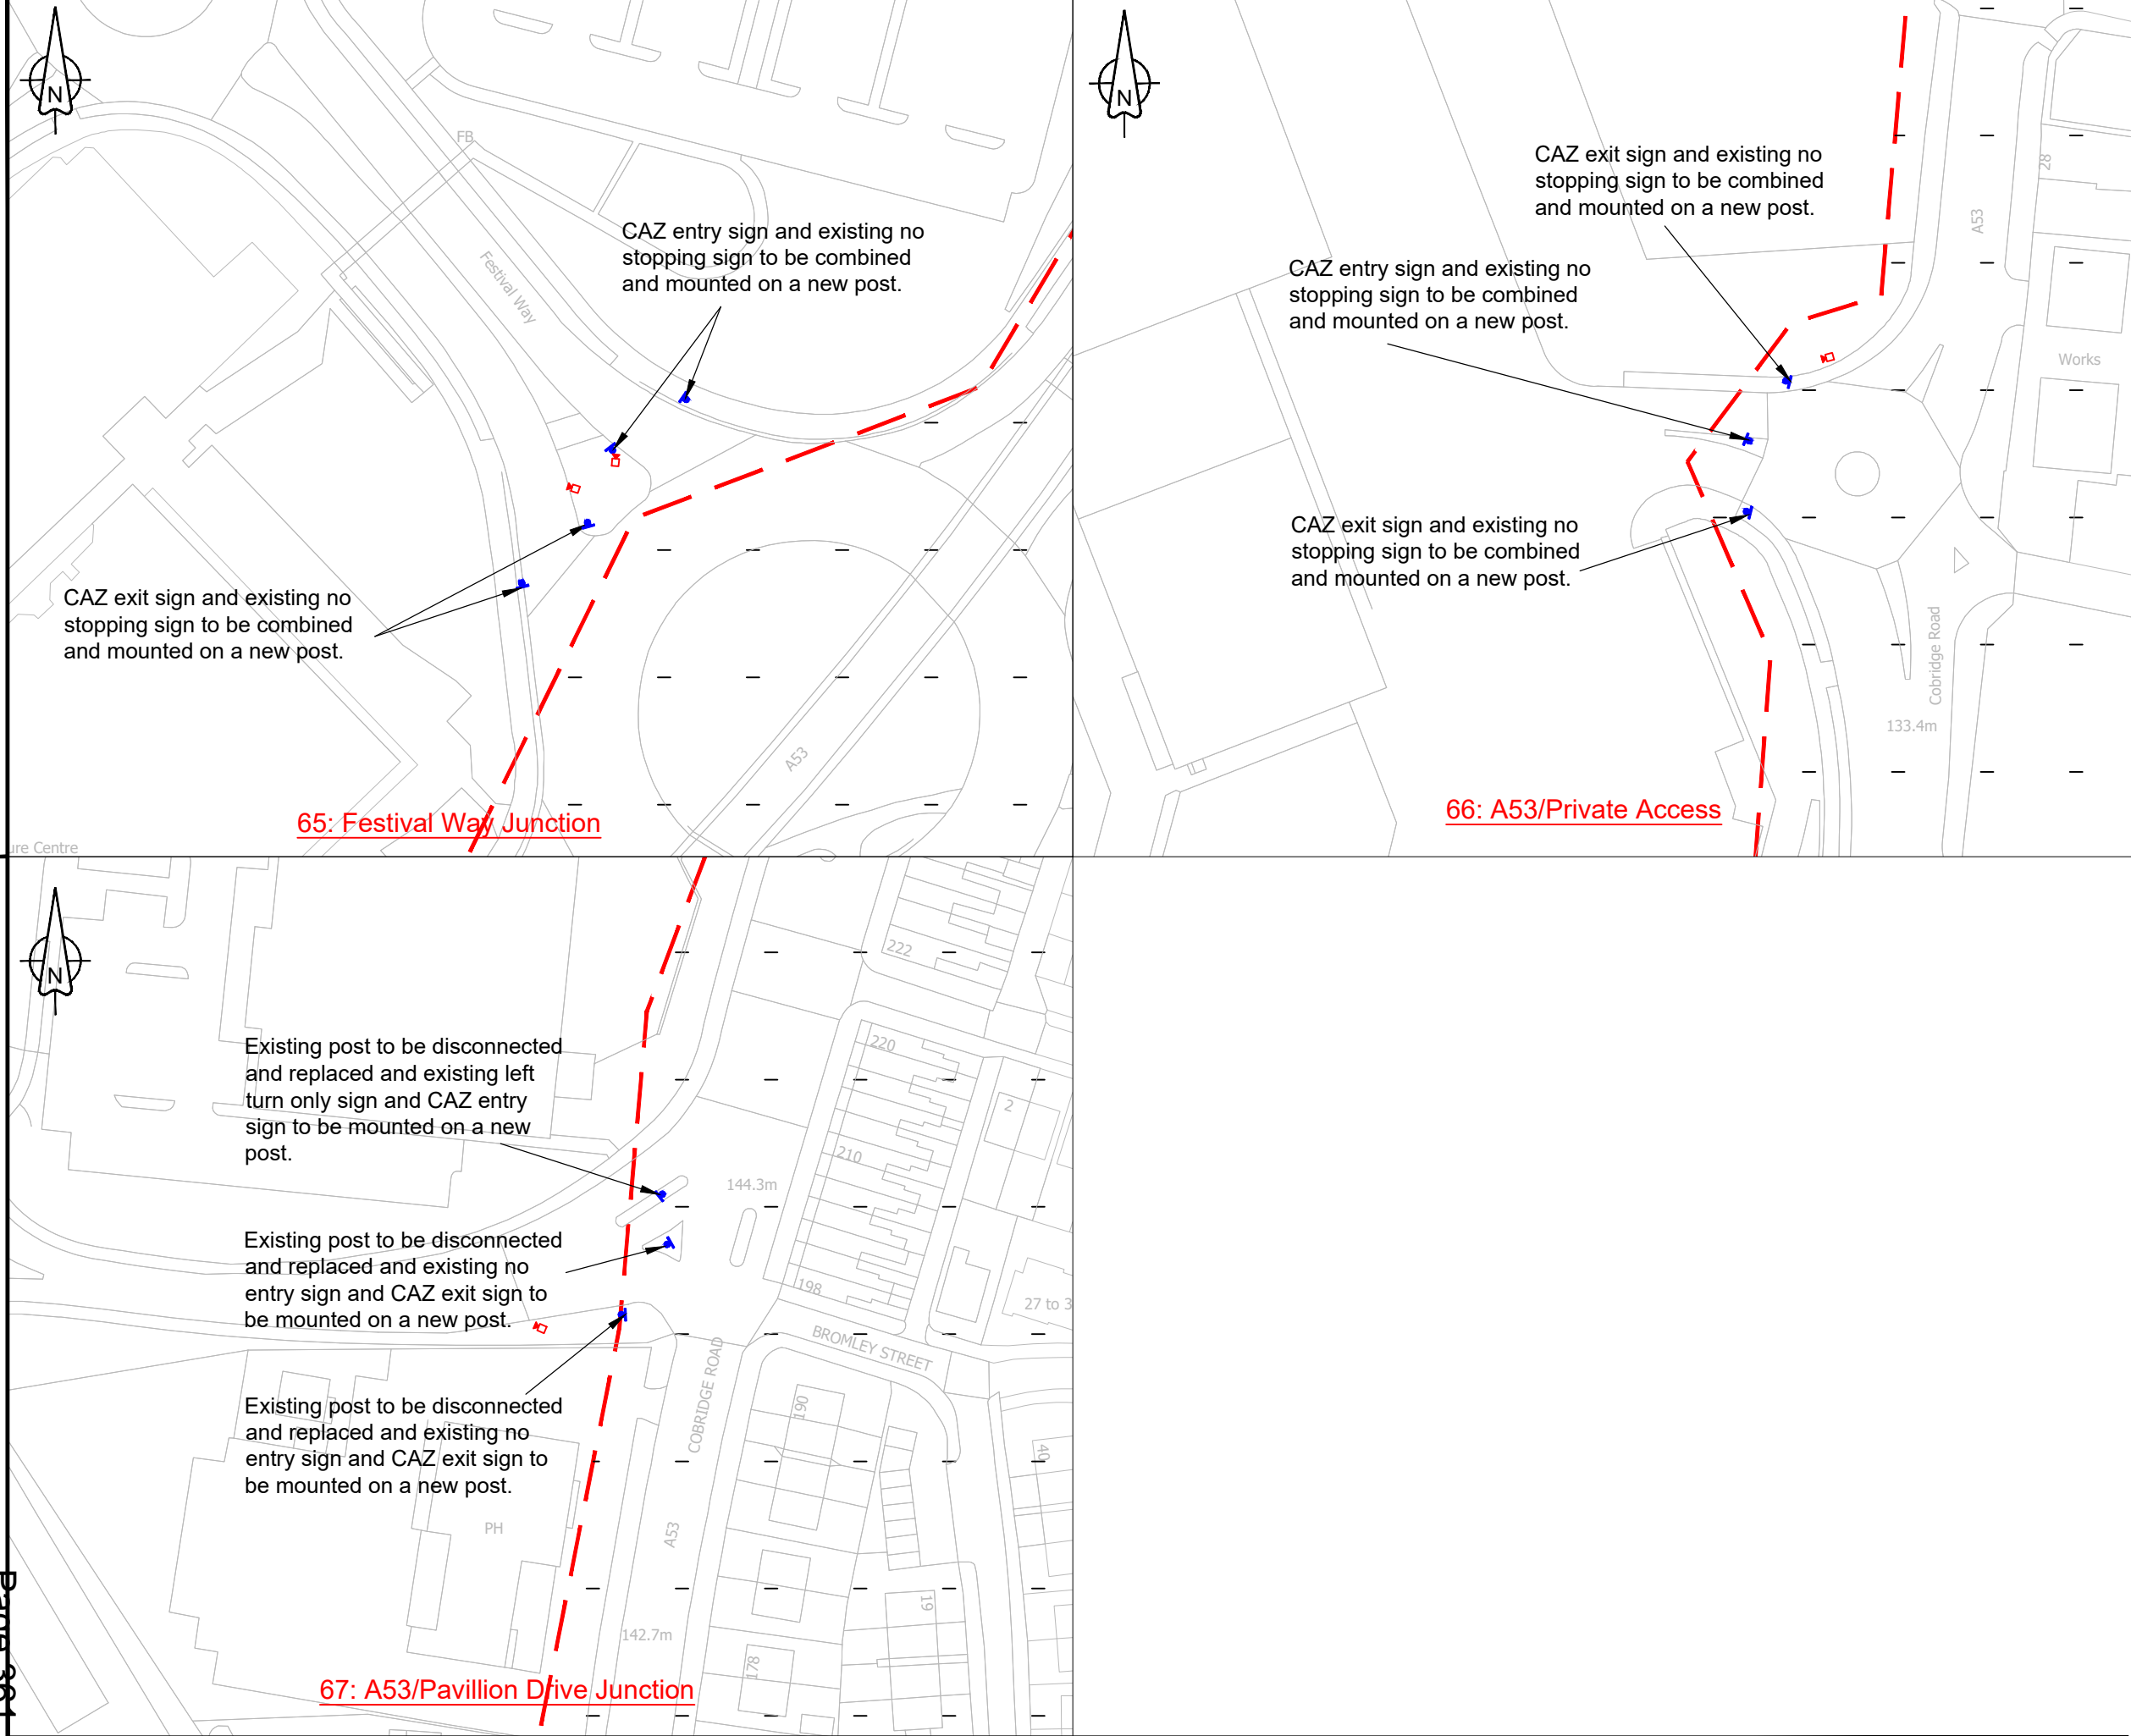 N
FB
CAZ entry sign and existing no
stopping sign to be combined
and mounted on a new post.
Festival Way
CAZ exit sign and existing no
stopping sign to be combined
and mounted on a new post.
A53
65: Festival Way Junction
ure Centre
N
CAZ exit sign and existing no
stopping sign to be combined
and mounted on a new post.
28
A53
CAZ entry sign and existing no
stopping sign to be combined
and mounted on a new post.
Works
CAZ exit sign and existing no
stopping sign to be combined
and mounted on a new post.
Cobridge Road
133.4m
66: A53/Private Access
N
222
Existing post to be disconnected
and replaced and existing left
turn only sign and CAZ entry
sign to be mounted on a new
post.
220
2
210
144.3m
Existing post to be disconnected
and replaced and existing no
entry sign and CAZ exit sign to
be mounted on a new post.
198
27 to 3
BROMLEY STREET
COBRIDGE ROAD
Existing post to be disconnected
and replaced and existing no
entry sign and CAZ exit sign to
be mounted on a new post.
190
40
PH
A53
19
142.7m
178
67: A53/Pavillion Drive Junction